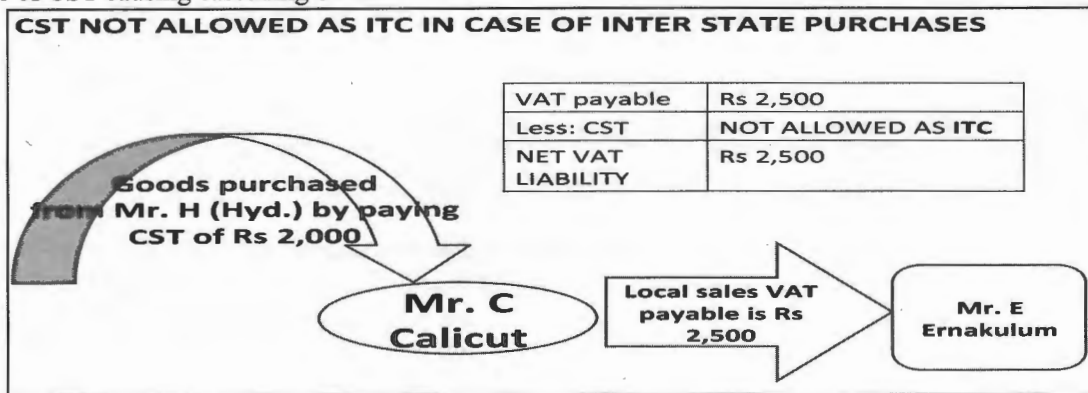 CST NOT ALLOWED AS ITC IN CASE OF INTER STATE PURCHASES
VAT payable Rs 2,500
Less: CST NOT ALLOWED AS ITC
NET VAT Rs 2,500
LIABILITY
Goods purchased
from Mr. H (Hyd.) by paying
CST of Rs 2,000
Mr. C
Calicut
Local sales VAT
payable is Rs
2,500
Mr. E
Ernakulum